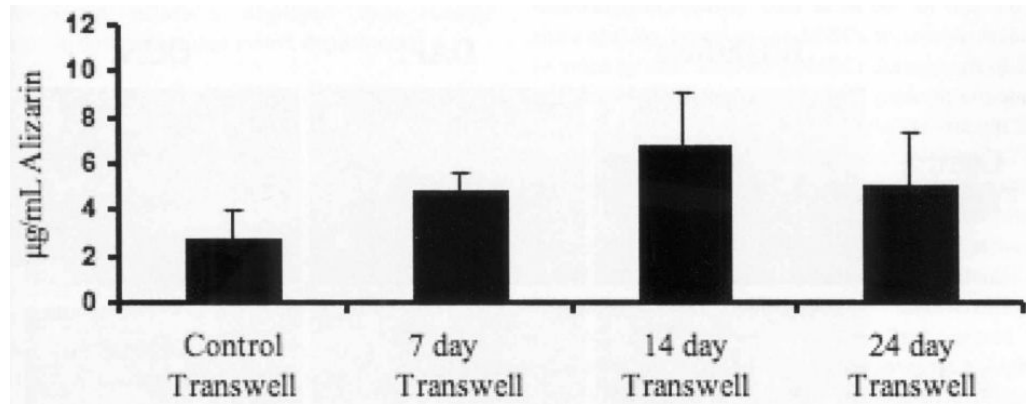 12
10
8
6
4
2
0
µg/mL Alizarin
Control
Transwell
7 day
Transwell
14 day
Transwell
24 day
Transwell